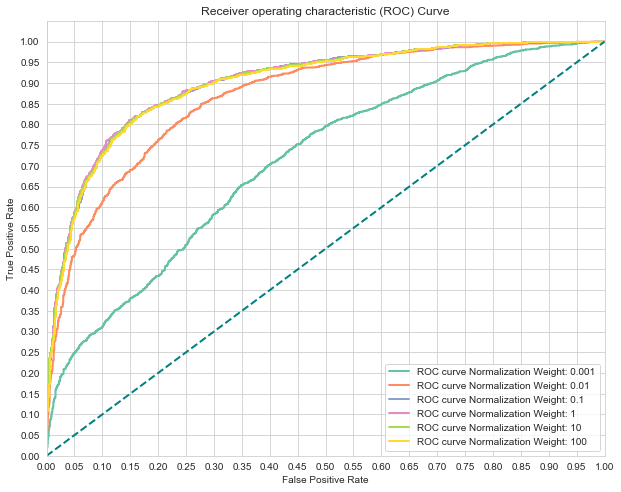 Receiver operating characteristic (ROC) Curve
1.00
0.95
0.90
0.85
0.80
0.75
0.70
0.65
0.60
0.55
0.50
0.45
0.40
0.35
0.30
0.25
0.20
0.15
0.10
0.05
0.00
True Positive Rate
ROC curve Normalization Weight: 0.001
ROC curve Normalization Weight: 0.01
ROC curve Normalization Weight: 0.1
ROC curve Normalization Weight: 1
ROC curve Normalization Weight: 10
ROC curve Normalization Weight: 100
0.00 0.05 0.10 0.15 0.20 0.25 0.30 0.35 0.40 0.45 0.50 0.55 0.60 0.65 0.70 0.75 0.80 0.85 0.90 0.95 1.00
False Positive Rate